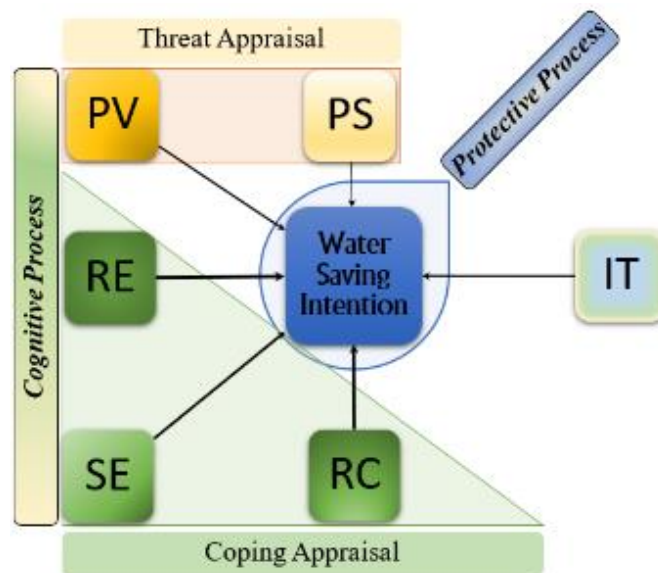 Threat Appraisal
Protective Process
PV
PS
Cognitive Process
RE
Water
Saving
Intention
IT
SE
RC
Coping Appraisal